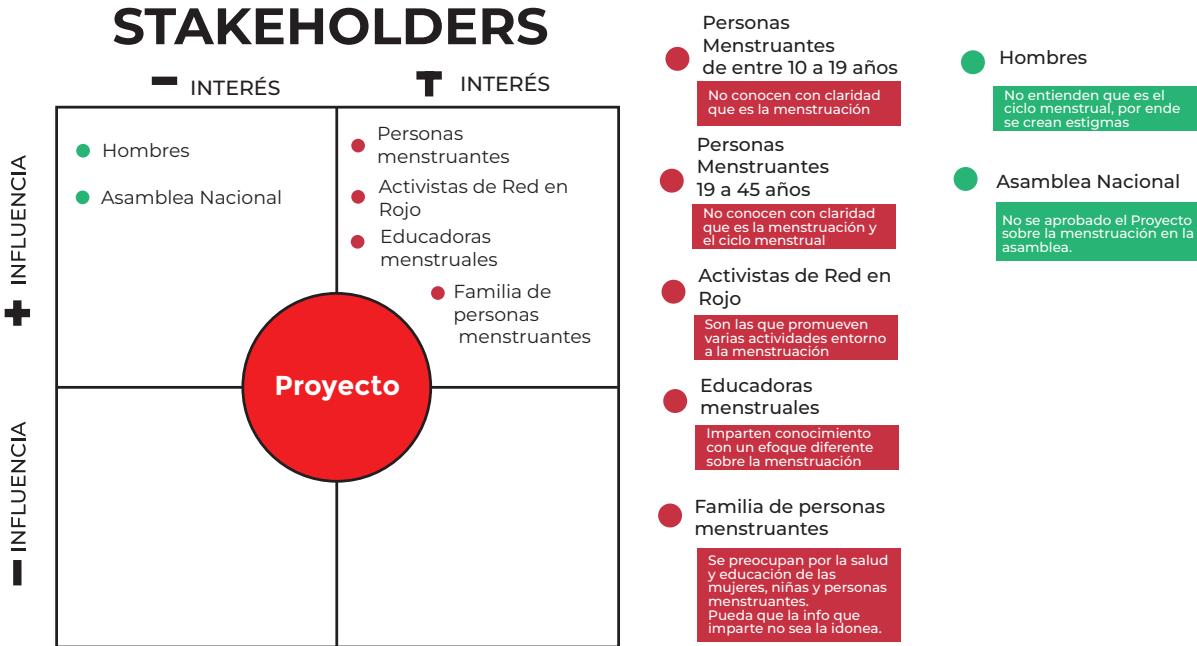 STAKEHOLDERS
INTERÉS
INTERÉS
INFLUENCIA
INFLUENCIA
Hombres
Asamblea Nacional
Personas
menstruantes
Activistas de Red en
Rojo
Educadoras
menstruales
Familia de
personas
menstruantes
Proyecto
Personas
Menstruantes
de entre 10 a 19 años
No conocen con claridad
que es la menstruación
Personas
Menstruantes
19 a 45 años
No conocen con claridad
que es la menstruación y
el ciclo menstrual
Activistas de Red en
Rojo
Son las que promueven
varias actividades entorno
a la menstruación
Educadoras
menstruales
Imparten conocimiento
con un efoque diferente
sobre la menstruación
Familia de personas
menstruantes
Se preocupan por la salud
y educación de las
mujeres, niñas y personas
menstruantes.
Pueda que la info que
imparte no sea la idonea.
Hombres
No entienden que es el
ciclo menstrual, por ende
se crean estigmas
Asamblea Nacional
No se aprobado el Proyecto
sobre la menstruación en la
asamblea.